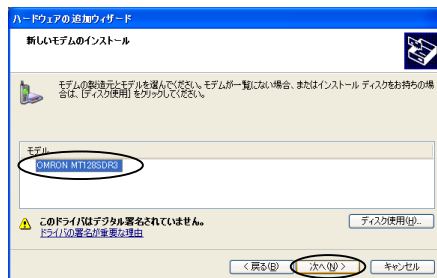 ハードウェアの追加ウィザード
新しいモデムのインストール
モデムの製造元とモデルを選んでください。モデムが一覧にない場合、またはインストール ディスクをお持ちの場
合は、[ディスク使用] をクリックしてください。
モデル
OMRON MT128SDR3
このドライバはデジタル署名されていません。
ディスク使用(H)...
ドライバの署名が重要な理由
< 戻る(B)
次へ(N) >
キャンセル